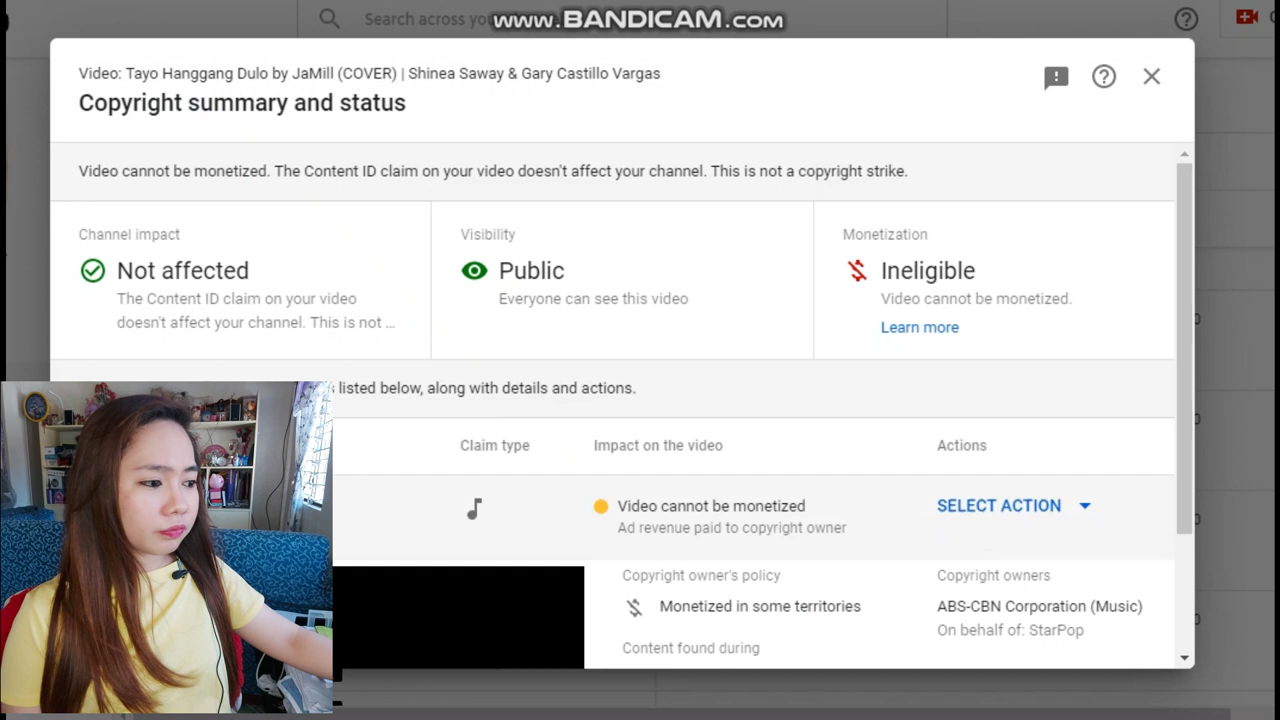 Search across yo
www.BANDICAM.com
Video: Tayo Hanggang Dulo by JaMill (COVER) | Shinea Saway & Gary Castillo Vargas
Copyright summary and status
Video cannot be monetized. The Content ID claim on your video doesn't affect your channel. This is not a copyright strike.
Channel impact
Not affected
The Content ID claim on your video
doesn't affect your channel. This is not ...
Visibility
Public
Everyone can see this video
Monetization
Ineligible
Video cannot be monetized.
Learn more
listed below, along with details and actions.
Claim type
Impact on the video
Actions
Video cannot be monetized
Ad revenue paid to copyright owner
SELECT ACTION
Copyright owner's policy
Monetized in some territories
Content found during
Copyright owners
ABS-CBN Corporation (Music)
On behalf of: StarPop